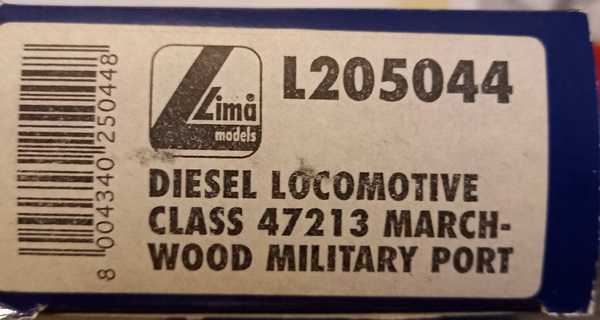 L205044
Lima®
models
DIESEL LOCOMOTIVE
CLASS 47213 MARCH-
WOOD MILITARY PORT
8 004340 250448